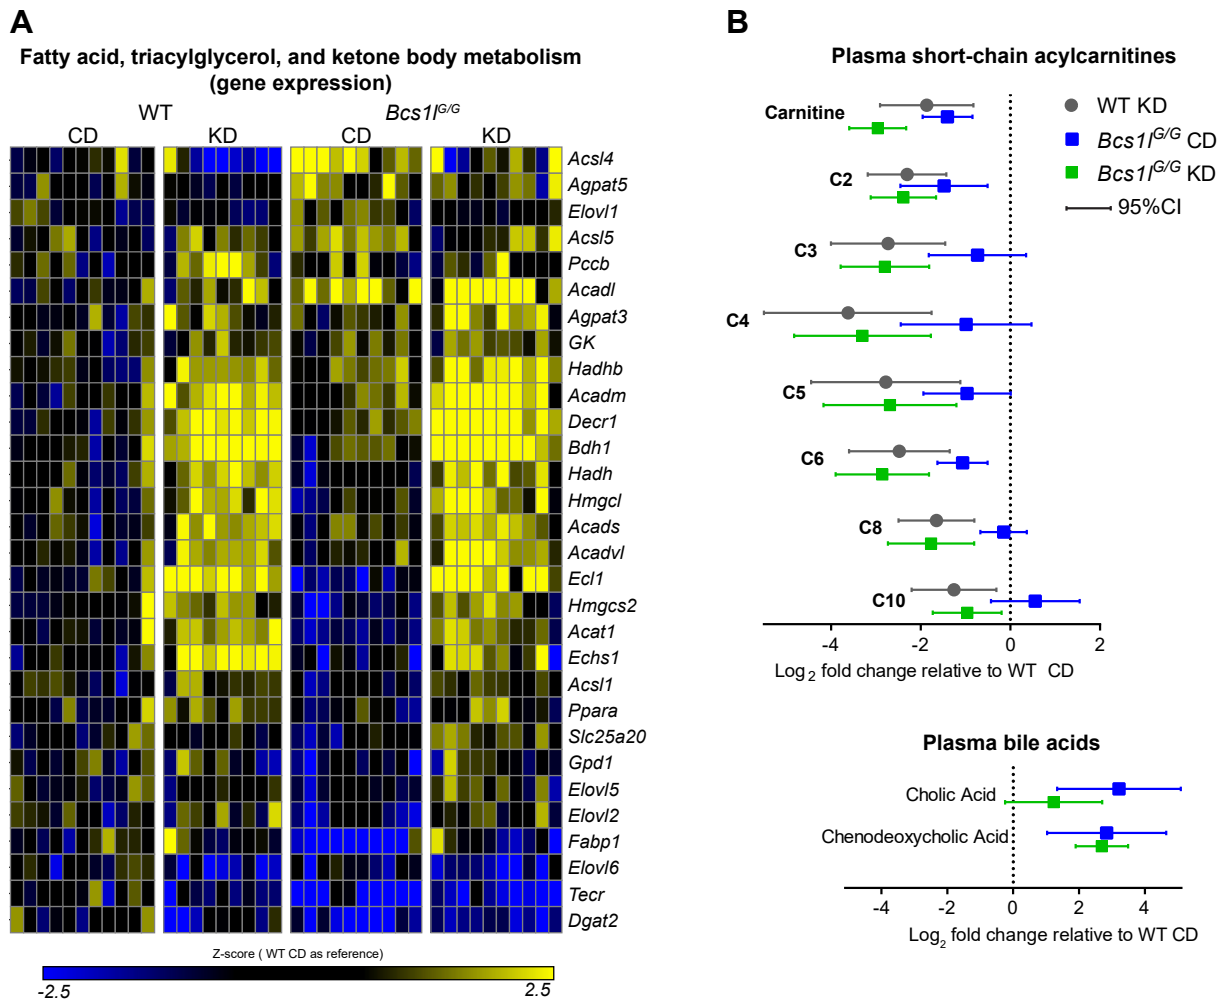 A
Fatty acid, triacylglycerol, and ketone body metabolism
(gene expression)
WT
Bcs1l^G/G
CD
KD
CD
KD
Acsl4
Agpat5
Elovl1
Acsl5
Pccb
Acadl
Agpat3
GK
Hadhb
Acadm
Decr1
Bdh1
Hadh
Hmgcl
Acads
Acadvl
Ecl1
Hmgcs2
Acat1
Echs1
Acsl1
Ppara
Slc25a20
Gpd1
Elovl5
Elovl2
Fabp1
Elovl6
Tecr
Dgat2
Z-score ( WT CD as reference)
-2.5
2.5
B
Plasma short-chain acylcarnitines
WT KD
Bcs1l^G/G CD
Bcs1l^G/G KD
95%CI
Carnitine
C2
C3
C4
C5
C6
C8
C10
-4 -2 0 2
Log2 fold change relative to WT CD
Plasma bile acids
Cholic Acid
Chenodeoxycholic Acid
-4 -2 0 2 4
Log2 fold change relative to WT CD